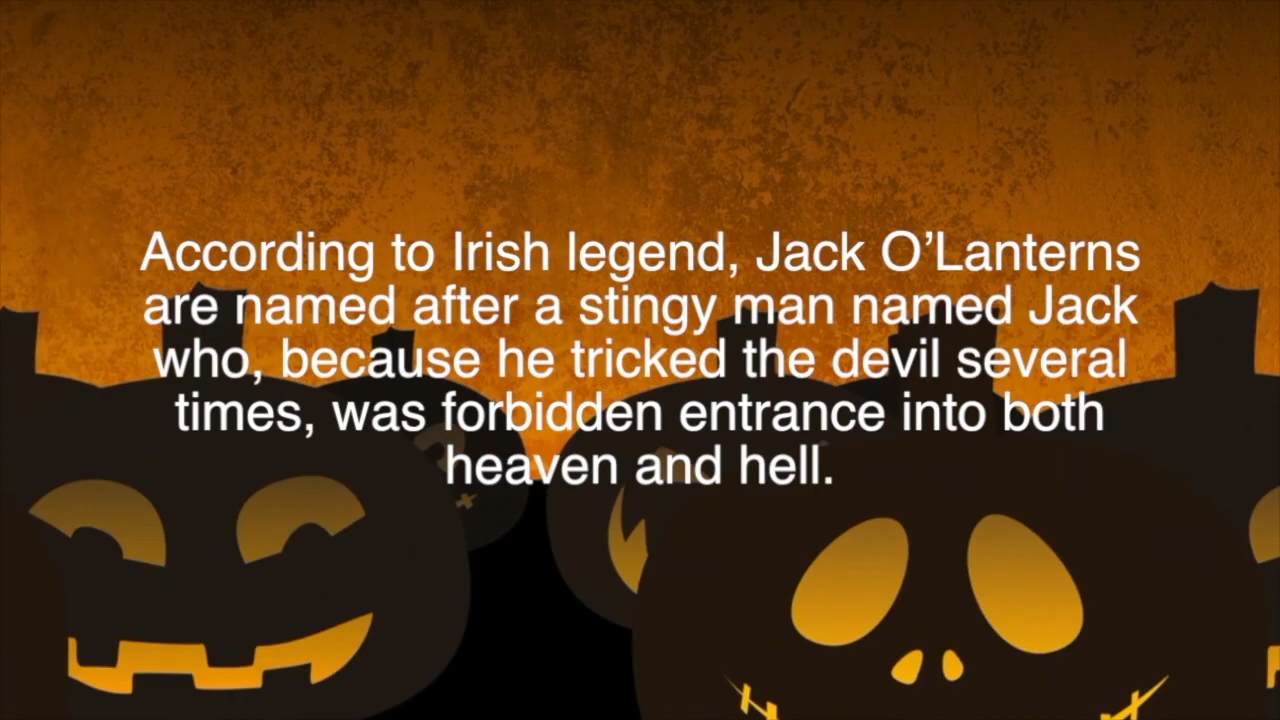 According to Irish legend, Jack O’Lanterns
are named after a stingy man named Jack
who, because he tricked the devil several
times, was forbidden entrance into both
heaven and hell.